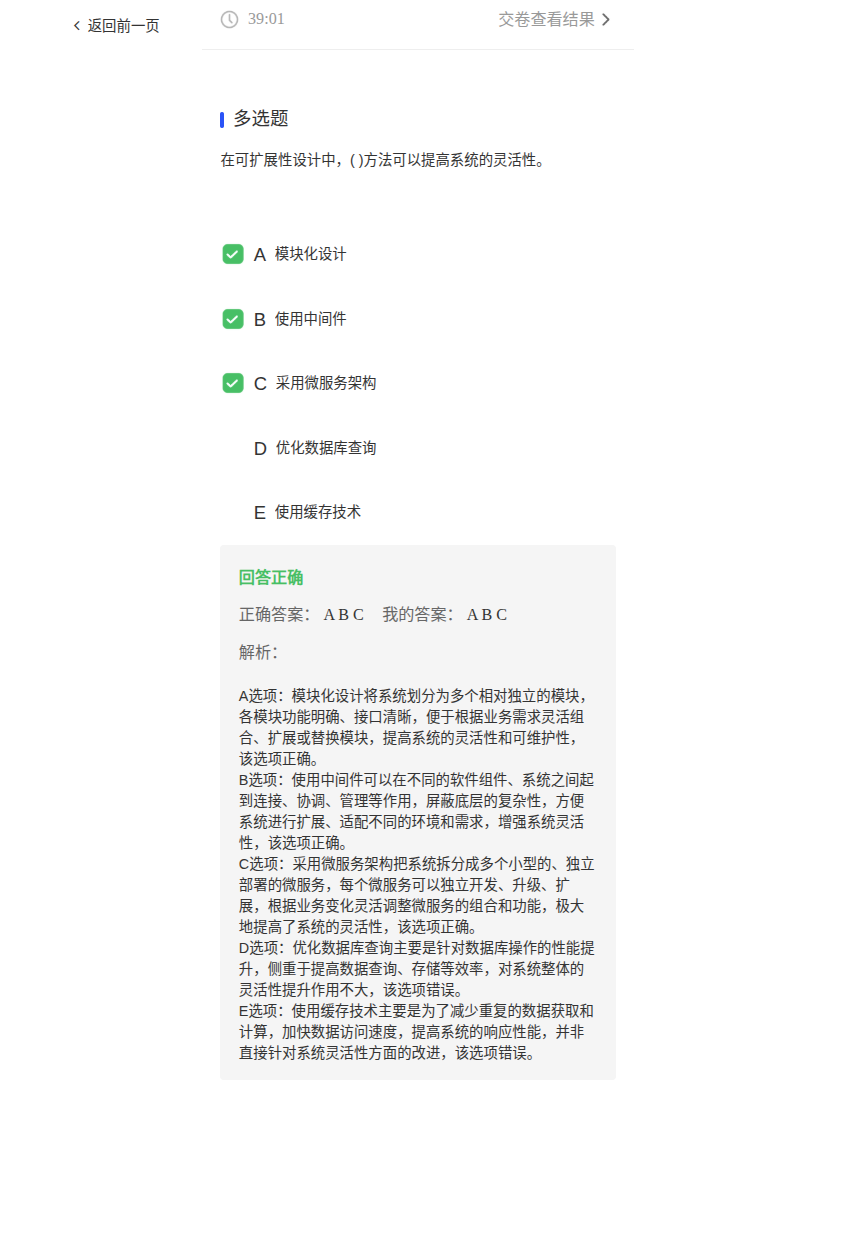 返回前一页
39:01
交卷查看结果
多选题
在可扩展性设计中，( )方法可以提高系统的灵活性。
A 模块化设计
B 使用中间件
C 采用微服务架构
D 优化数据库查询
E 使用缓存技术
回答正确
正确答案： A B C 我的答案： A B C
解析：
A选项：模块化设计将系统划分为多个相对独立的模块，
各模块功能明确、接口清晰，便于根据业务需求灵活组
合、扩展或替换模块，提高系统的灵活性和可维护性，
该选项正确。
B选项：使用中间件可以在不同的软件组件、系统之间起
到连接、协调、管理等作用，屏蔽底层的复杂性，方便
系统进行扩展、适配不同的环境和需求，增强系统灵活
性，该选项正确。
C选项：采用微服务架构把系统拆分成多个小型的、独立
部署的微服务，每个微服务可以独立开发、升级、扩
展，根据业务变化灵活调整微服务的组合和功能，极大
地提高了系统的灵活性，该选项正确。
D选项：优化数据库查询主要是针对数据库操作的性能提
升，侧重于提高数据查询、存储等效率，对系统整体的
灵活性提升作用不大，该选项错误。
E选项：使用缓存技术主要是为了减少重复的数据获取和
计算，加快数据访问速度，提高系统的响应性能，并非
直接针对系统灵活性方面的改进，该选项错误。